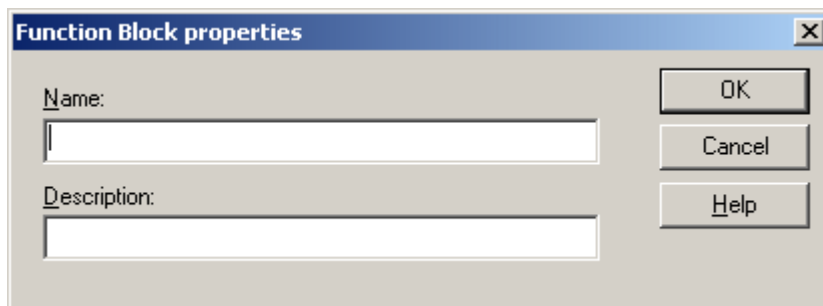 Function Block properties
Name:
OK
Cancel
Description:
Help